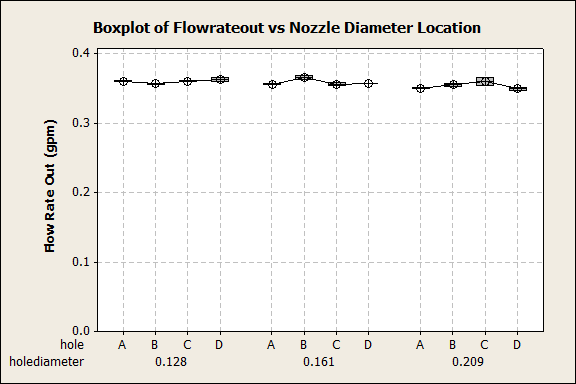 Boxplot of Flowrateout vs Nozzle Diameter Location
Flow Rate Out (gpm)
0.4
0.3
0.2
0.1
0.0
hole A B C D A B C D A B C D
holediameter 0.128 0.161 0.209